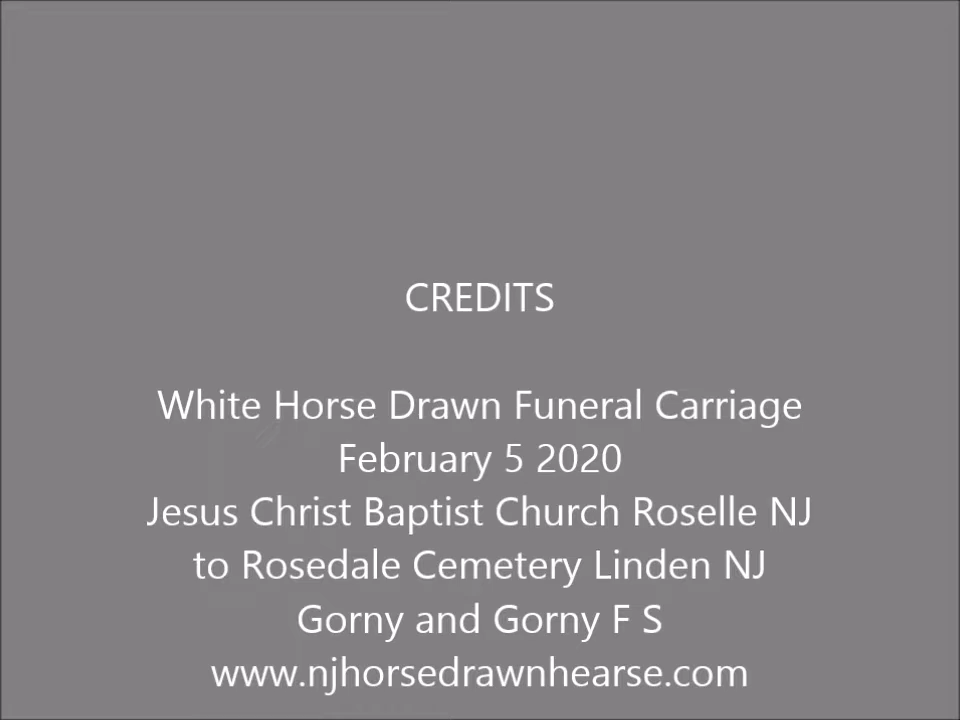 CREDITS
White Horse Drawn Funeral Carriage
February 5 2020
Jesus Christ Baptist Church Roselle NJ
to Rosedale Cemetery Linden NJ
Gorny and Gorny F S
www.njhorsedrawnhearse.com